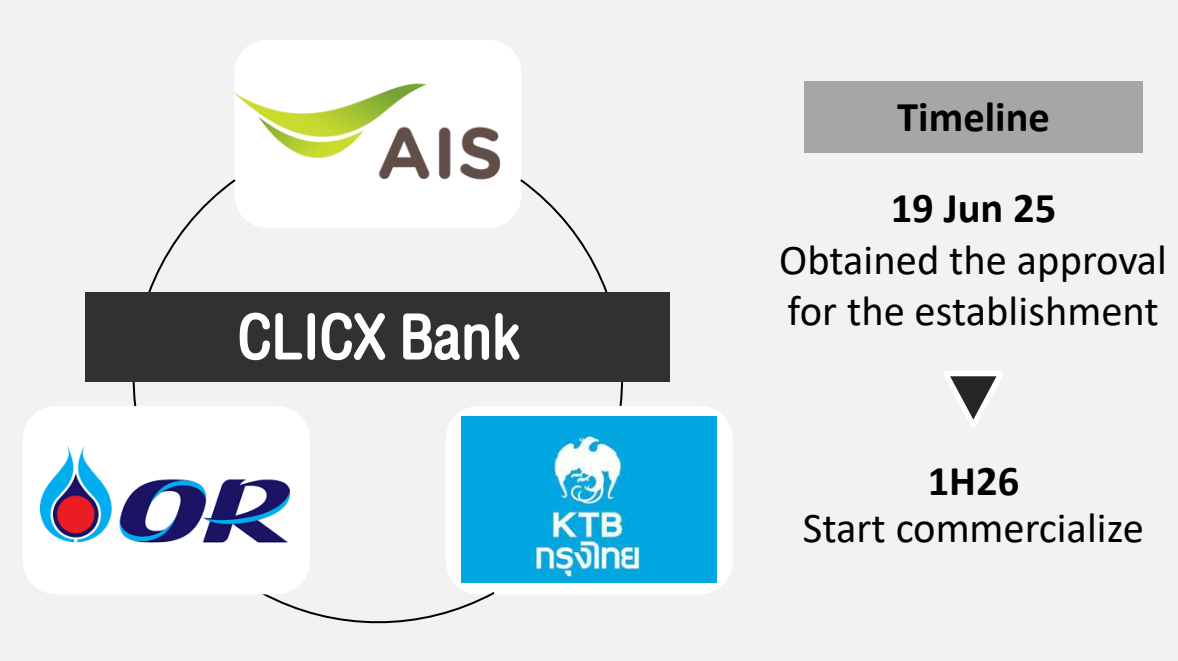 AIS
CLICX Bank
OR
KTB
กรุงไทย
Timeline
19 Jun 25
Obtained the approval
for the establishment
1H26
Start commercialize